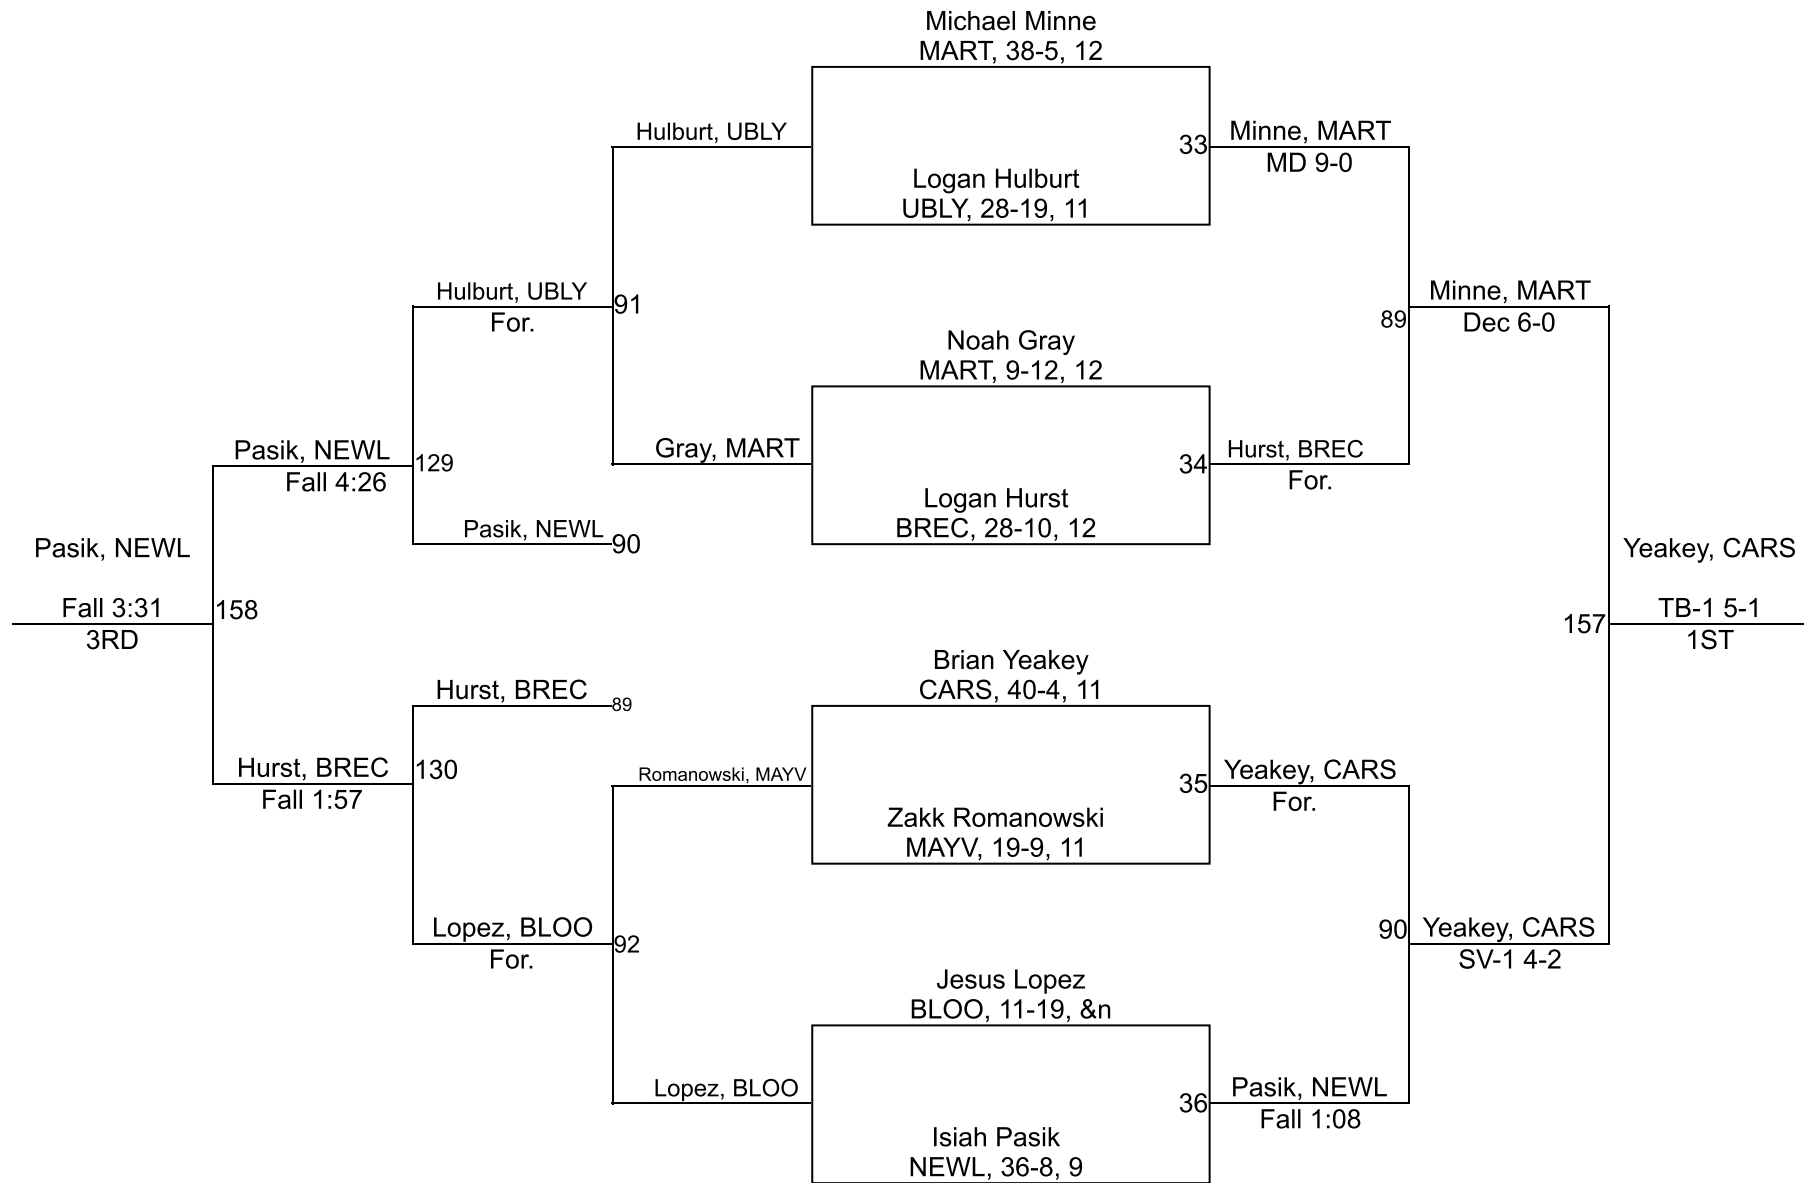 Michael Minne
MART, 38-5, 12
Hulburt, UBLY
33
Minne, MART
MD 9-0
Logan Hulburt
UBLY, 28-19, 11
Hulburt, UBLY
For.
91
Minne, MART
Dec 6-0
89
Noah Gray
MART, 9-12, 12
Pasik, NEWL
Fall 4:26
129
Gray, MART
34
Hurst, BREC
For.
Logan Hurst
BREC, 28-10, 12
Pasik, NEWL
90
Pasik, NEWL
Fall 3:31
3RD
158
Yeakey, CARS
157
TB-1 5-1
1ST
Brian Yeakey
CARS, 40-4, 11
Hurst, BREC
89
Hurst, BREC
Fall 1:57
130
Romanowski, MAYV
35
Yeakey, CARS
For.
Zakk Romanowski
MAYV, 19-9, 11
Lopez, BLOO
For.
92
90
Yeakey, CARS
SV-1 4-2
Jesus Lopez
BLOO, 11-19, &n
Lopez, BLOO
36
Pasik, NEWL
Fall 1:08
Isiah Pasik
NEWL, 36-8, 9